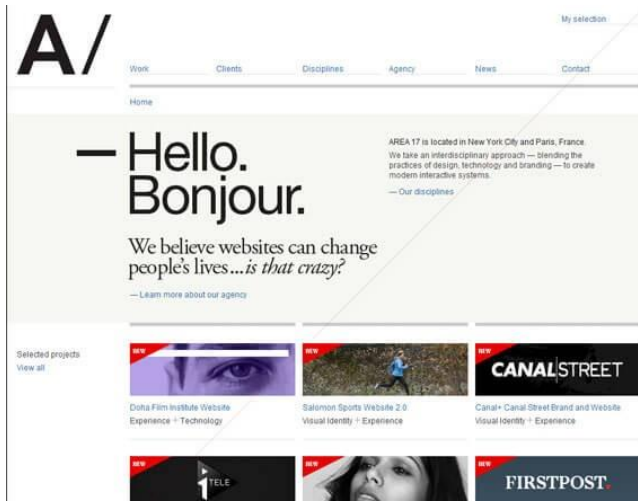 A/
My selection
Work Clients Disciplines Agency News Contact
Home
— Hello.
Bonjour.
We believe websites can change
people's lives...is that crazy?
— Learn more about our agency
AREA 17 is located in New York City and Paris, France.
We take an interdisciplinary approach — blending the
practices of design, technology and branding — to create
modern interactive systems.
— Our disciplines
Selected projects
View all
NEW
Doha Film Institute Website
Experience + Technology
NEW
Salomon Sports Website 2.0
Visual Identity + Experience
NEW
CANALSTREET
Canal+ Canal Street Brand and Website
Visual Identity + Experience
NEW
1 TELE
NEW
NEW
FIRSTPOST.